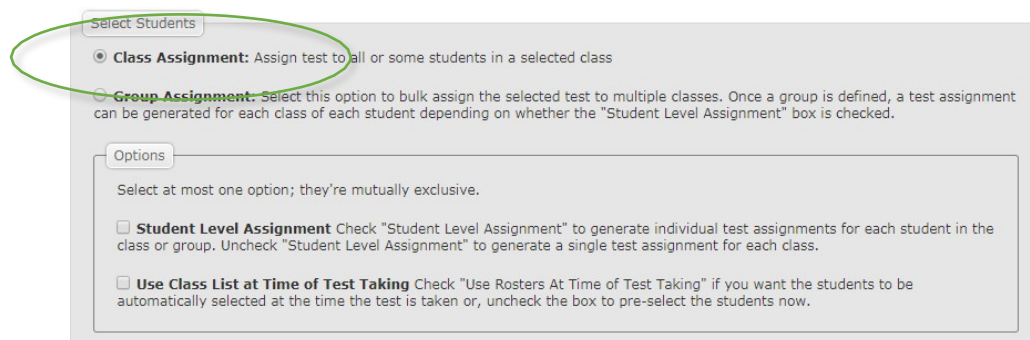 Select Students
Class Assignment: Assign test to all or some students in a selected class
Group Assignment: Select this option to bulk assign the selected test to multiple classes. Once a group is defined, a test assignment
can be generated for each class of each student depending on whether the "Student Level Assignment" box is checked.
Options
Select at most one option; they're mutually exclusive.
Student Level Assignment Check "Student Level Assignment" to generate individual test assignments for each student in the
class or group. Uncheck "Student Level Assignment" to generate a single test assignment for each class.
Use Class List at Time of Test Taking Check "Use Rosters At Time of Test Taking" if you want the students to be
automatically selected at the time the test is taken or, uncheck the box to pre-select the students now.